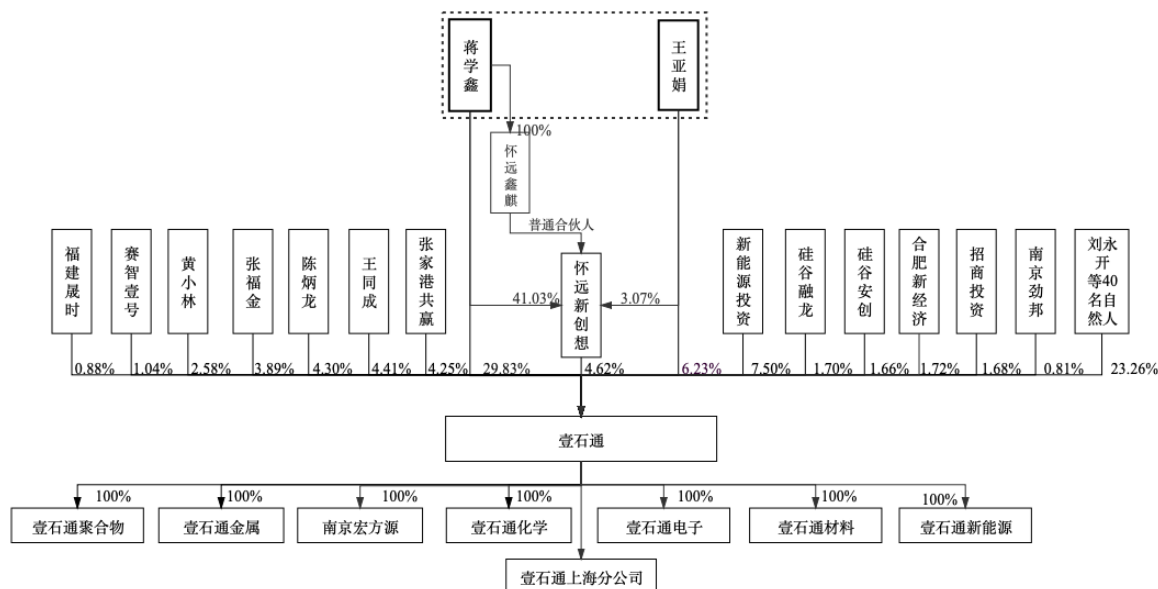 蒋学鑫
王亚娟
100%
怀远鑫麒
普通合伙人
福建晟时
赛智壹号
黄小林
张福金
陈炳龙
王同成
张家港共赢
怀远新创想
新能源投资
硅谷融龙
硅谷安创
合肥新经济
招商投资
南京劲邦
刘永开等40名自然人
41.03%
3.07%
0.88%
1.04%
2.58%
3.89%
4.30%
4.41%
4.25%
29.83%
4.62%
6.23%
7.50%
1.70%
1.66%
1.72%
1.68%
0.81%
23.26%
壹石通
100%
100%
100%
100%
100%
100%
100%
壹石通聚合物
壹石通金属
南京宏方源
壹石通化学
壹石通电子
壹石通材料
壹石通新能源
壹石通上海分公司